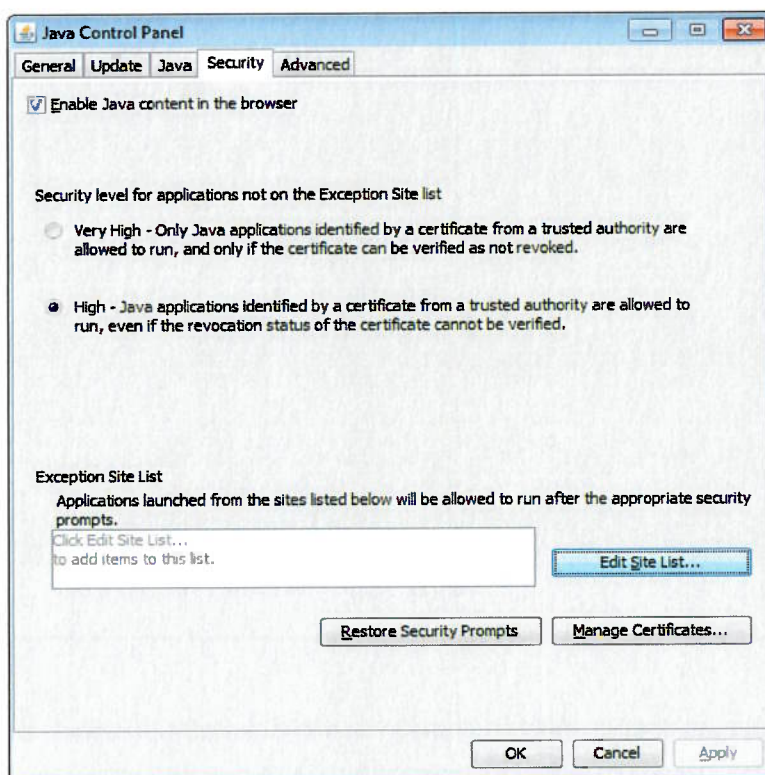 Java Control Panel
General Update Java Security Advanced
Enable Java content in the browser
Security level for applications not on the Exception Site list
Very High - Only Java applications identified by a certificate from a trusted authority are
allowed to run, and only if the certificate can be verified as not revoked.
High - Java applications identified by a certificate from a trusted authority are allowed to
run, even if the revocation status of the certificate cannot be verified.
Exception Site List
Applications launched from the sites listed below will be allowed to run after the appropriate security
prompts.
Click Edit Site List...
to add items to this list.
Edit Site List...
Restore Security Prompts
Manage Certificates...
OK Cancel Apply